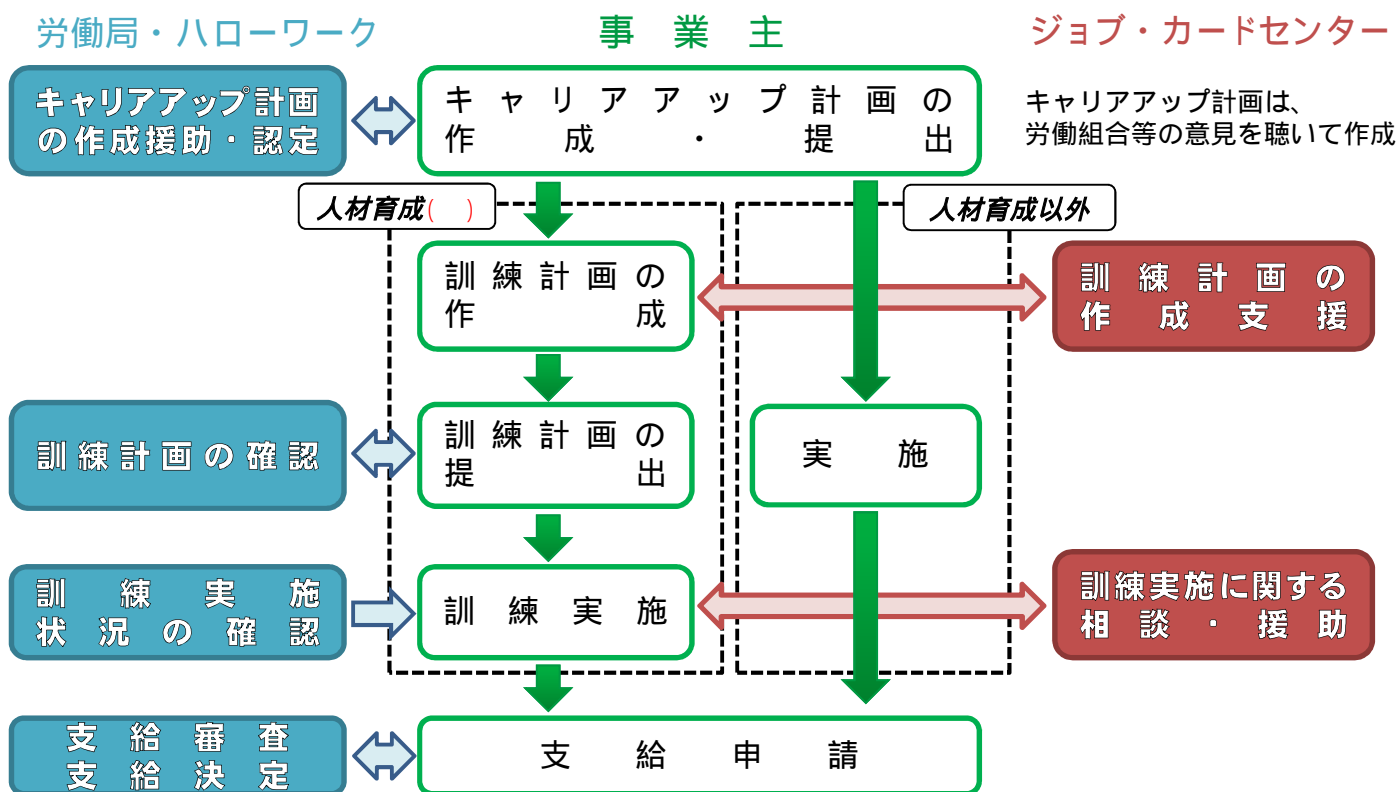 労働局・ハローワーク
事業主
ジョブ・カードセンター
キャリアアップ計画
の作成援助・認定
キャリアアップ計画の
作成・提出
キャリアアップ計画は、
労働組合等の意見を聴いて作成
人材育成( )
人材育成以外
訓練計画の
作成
訓練計画の
作成支援
訓練計画の確認
訓練計画の
提出
実施
訓練実施
状況の確認
訓練実施
訓練実施に関する
相談・援助
支給審査
支給決定
支給申請